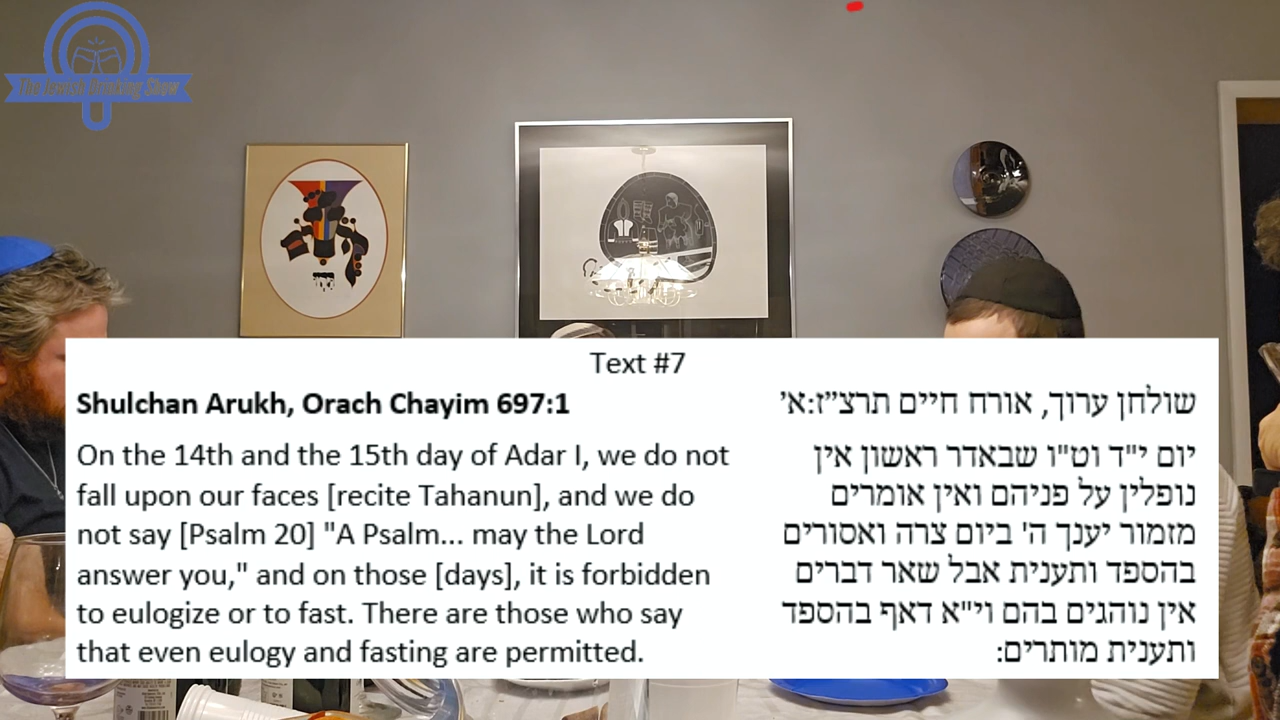 The Jewish Drinking Show
Text #7
Shulchan Arukh, Orach Chayim 697:1
On the 14th and the 15th day of Adar I, we do not
fall upon our faces [recite Tahanun], and we do
not say [Psalm 20] "A Psalm... may the Lord
answer you," and on those [days], it is forbidden
to eulogize or to fast. There are those who say
that even eulogy and fasting are permitted.
שולחן ערוך, אורח חיים תרצ״ז:א׳
יום י"ד וט"ו שבאדר ראשון אין
נופלין על פניהם ואין אומרים
מזמור יענך ה' ביום צרה ואסורים
בהספד ותענית אבל שאר דברים
אין נוהגים בהם וי"א דאף בהספד
ותענית מותרים: